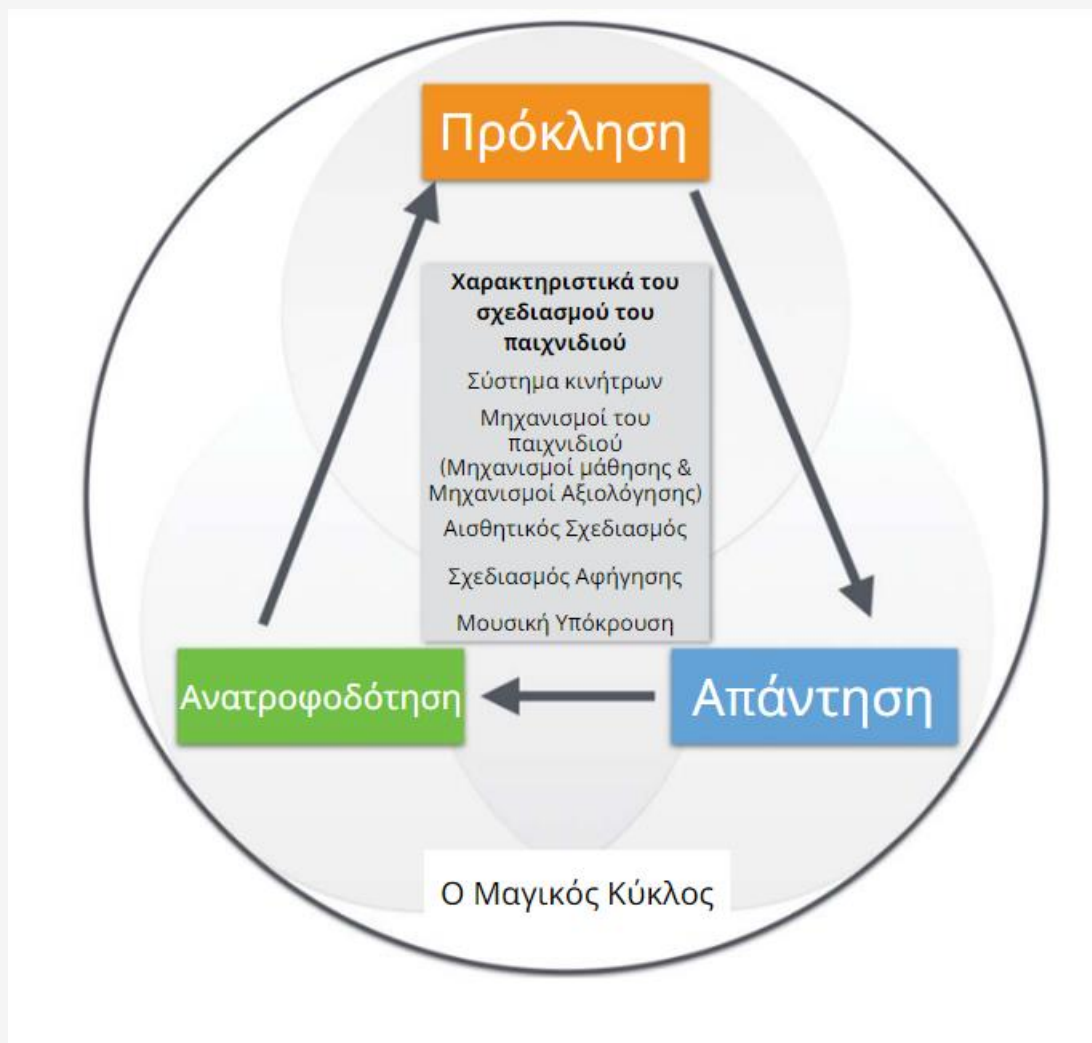 Πρόκληση
Χαρακτηριστικά του
σχεδιασμού του
παιχνιδιού
Σύστημα κινήτρων
Μηχανισμοί του
παιχνιδιού
(Μηχανισμοί μάθησης &
Μηχανισμοί Αξιολόγησης)
Αισθητικός Σχεδιασμός
Σχεδιασμός Αφήγησης
Μουσική Υπόκρουση
Ανατροφοδότηση
Απάντηση
Ο Μαγικός Κύκλος